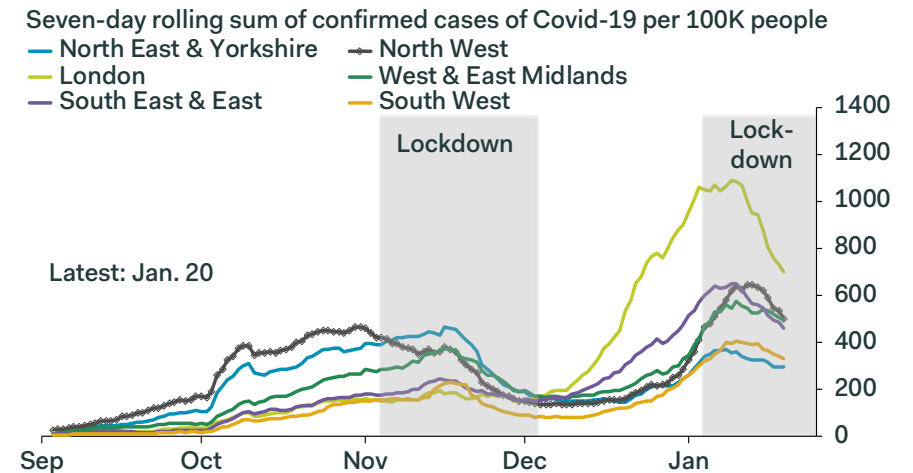 Seven-day rolling sum of confirmed cases of Covid-19 per 100K people
North East & Yorkshire
North West
London
West & East Midlands
South East & East
South West
Lockdown
Lock-
down
Latest: Jan. 20
1400
1200
1000
800
600
400
200
0
Sep
Oct
Nov
Dec
Jan